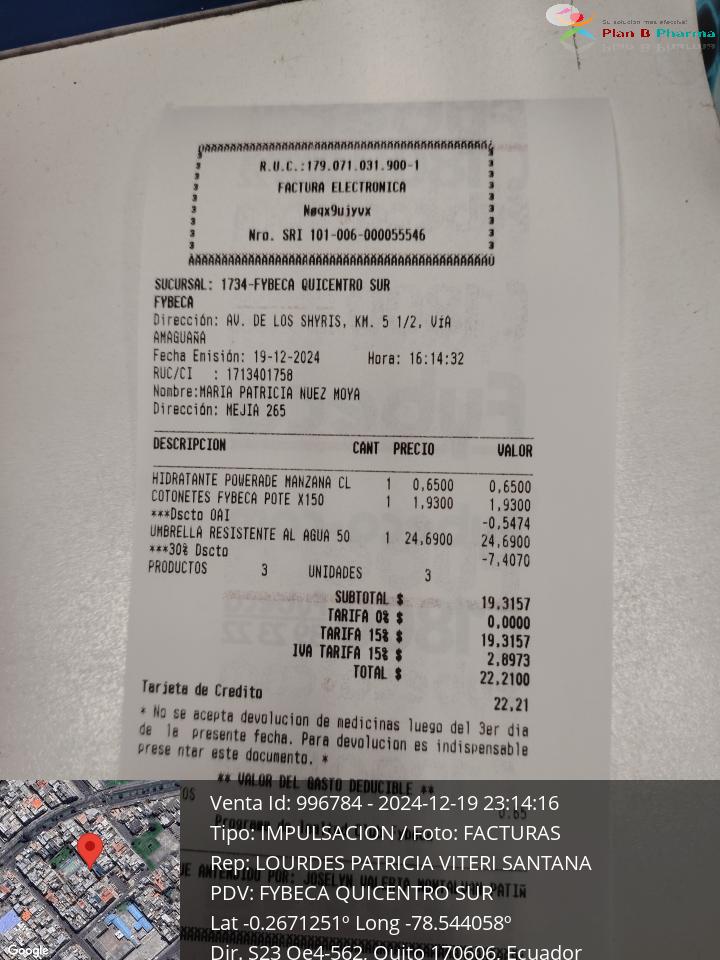 Su solucion mas efectiva!
Plan B Pharma
R.U.C.:179.071.031.900-1
FACTURA ELECTRONICA
Nøqx9ujyvx
Nro. SRI 101-006-000055546
SUCURSAL: 1734-FYBECA QUICENTRO SUR
FYBECA
Dirección: AV. DE LOS SHYRIS, KM. 5 1/2, VíA
AMAGUAÑA
Fecha Emisión: 19-12-2024 Hora: 16:14:32
RUC/CI : 1713401758
Nombre:MARIA PATRICIA NUEZ MOYA
Dirección: MEJIA 265
DESCRIPCION CANT PRECIO VALOR
HIDRATANTE POWERADE MANZANA CL 1 0,6500 0,6500
COTONETES FYBECA POTE X150 1 1,9300 1,9300
***Dscto OAI -0,5474
UMBRELLA RESISTENTE AL AGUA 50 1 24,6900 24,6900
***30% Dscto -7,4070
PRODUCTOS 3 UNIDADES 3
SUBTOTAL $ 19,3157
TARIFA 0% $ 0,0000
TARIFA 15% $ 19,3157
IVA TARIFA 15% $ 2,8973
TOTAL $ 22,2100
Tarjeta de Credito 22,21
* No se acepta devolucion de medicinas luego del 3er dia
de la presente fecha. Para devolucion es indispensable
prese ntar este documento. *
** VALOR DEL GASTO DEDUCIBLE **
Venta Id: 996784 - 2024-12-19 23:14:16
Tipo: IMPULSACION / Foto: FACTURAS
Rep: LOURDES PATRICIA VITERI SANTANA
PDV: FYBECA QUICENTRO SUR
Lat -0.2671251º Long -78.544058º
Dir. S23 Oe4-562, Quito 170606, Ecuador
Google